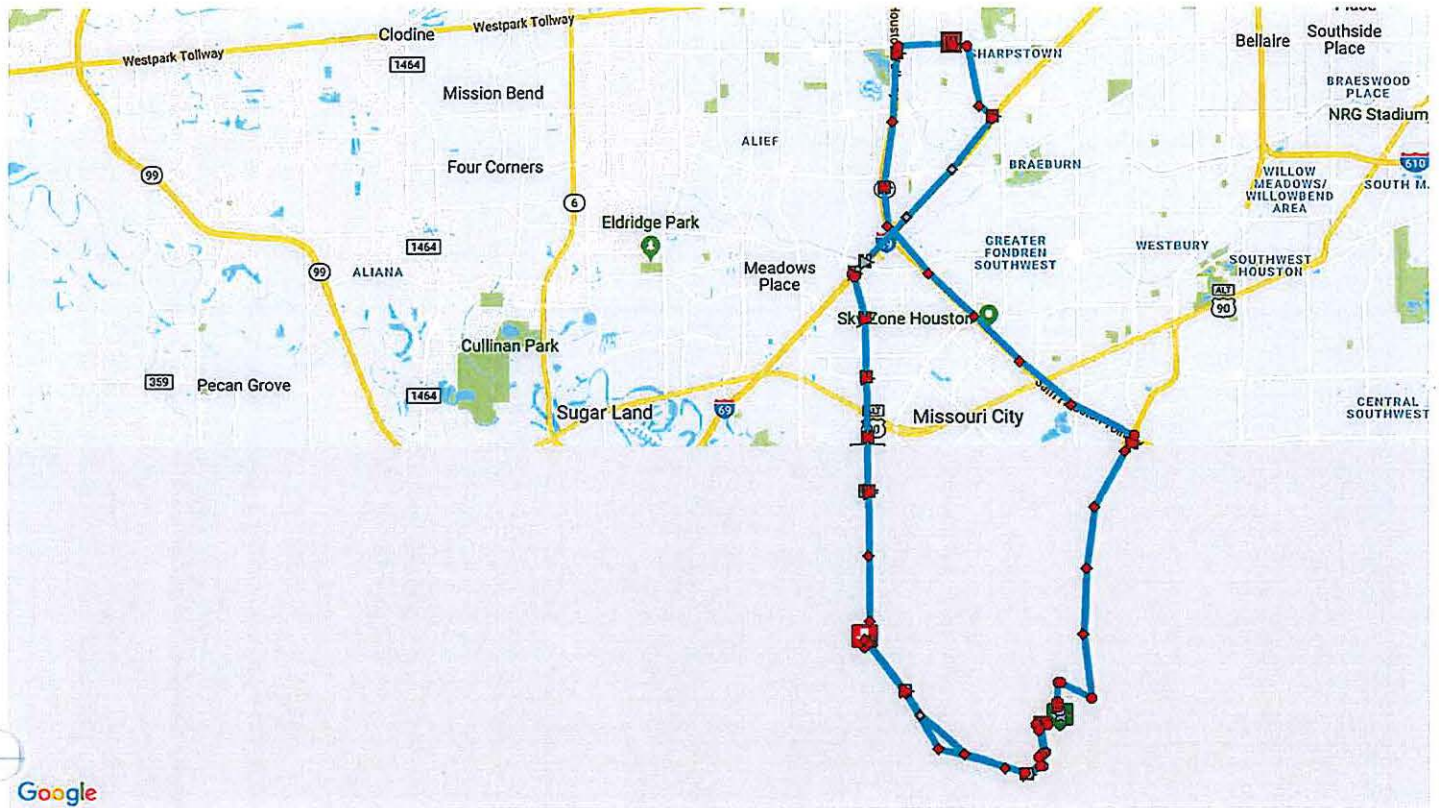 Westpark Tollway
Clodine
Westpark Tollway
1464
Mission Bend
Four Corners
99
6
Eldridge Park
1464
99
ALIANA
Meadows
Place
Cullinan Park
359
Pecan Grove
1464
Sugar Land
69
ALT
Missouri City
ALIEF
SHARPSTOWN
BRAEBURN
Bellaire
Southside
Place
BRAESWOOD
PLACE
NRG Stadium
610
WILLOW
MEADOWS/
WILLOWBEND
AREA
SOUTH M.
GREATER
FONDREN
SOUTHWEST
WESTBURY
SOUTHWEST
HOUSTON
ALT
90
Sky Zone Houston
CENTRAL
SOUTHWEST
Google